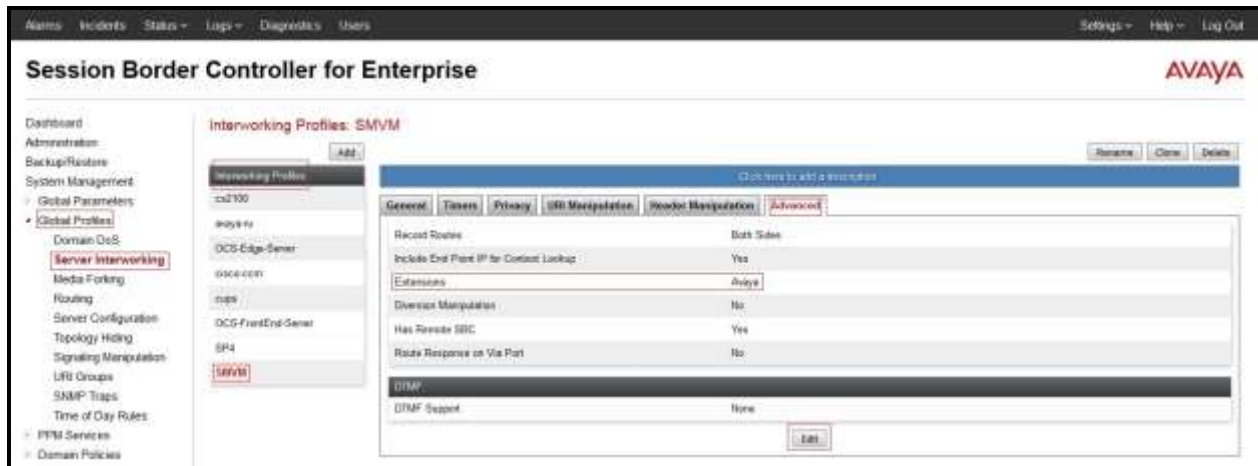 Alarms Incidents Status Logs Diagnostics Users Settings Help Log Out
Session Border Controller for Enterprise
AVAYA
Dashboard
Administration
Backup/Restore
System Management
Global Parameters
Global Profiles
Domain DoS
Server Interworking
Media Forking
Routing
Server Configuration
Topology Hiding
Signaling Manipulation
URI Groups
SNMP Traps
Time of Day Rules
PPM Services
Domain Policies
Interworking Profiles: SMVM
Add
Rename Clone Delete
Interworking Profiles
cs2100
avaya-ru
OCS-Edge-Server
cisco-ccm
cups
OCS-FrontEnd-Server
SP4
SMVM
Click here to add a description
General Timers Privacy URI Manipulation Header Manipulation Advanced
Record Routes Both Sides
Include End Point IP for Context Lookup Yes
Extensions Avaya
Diversion Manipulation No
Has Remote SBC Yes
Route Response on Via Port No
DTMF
DTMF Support None
Edit